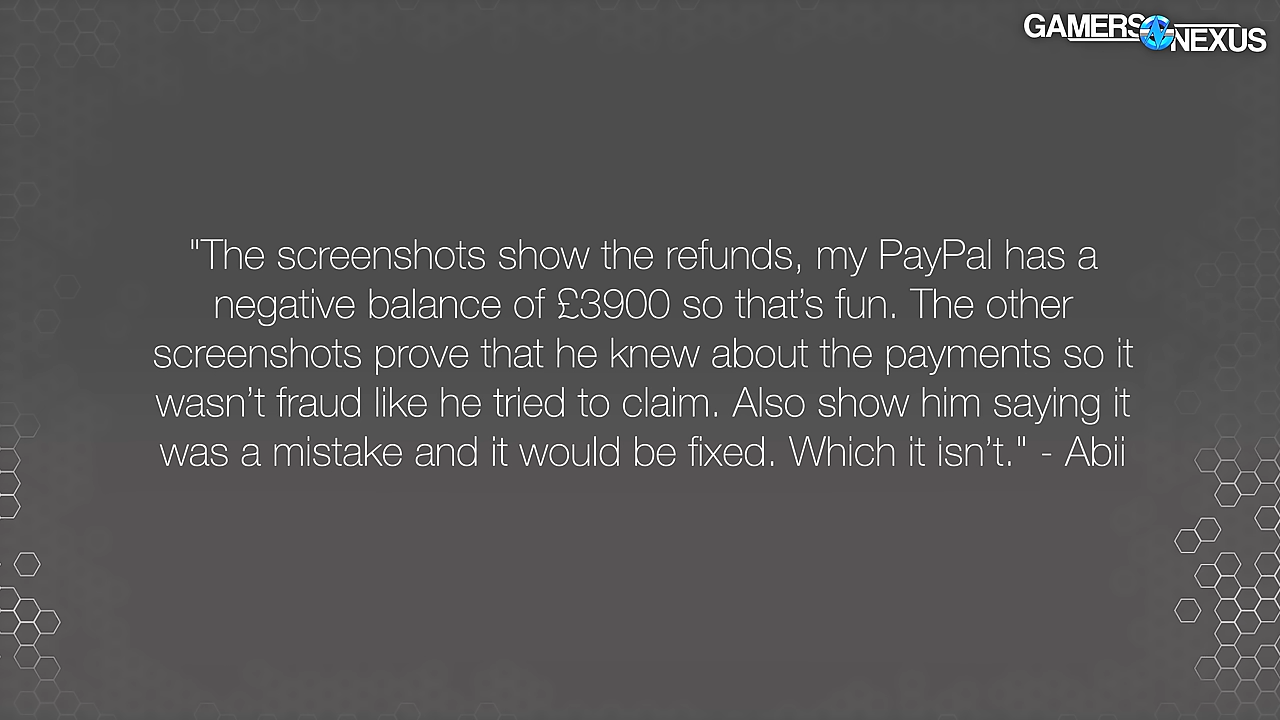 GAMERS NEXUS
"The screenshots show the refunds, my PayPal has a
negative balance of £3900 so that’s fun. The other
screenshots prove that he knew about the payments so it
wasn’t fraud like he tried to claim. Also show him saying it
was a mistake and it would be fixed. Which it isn’t." - Abii